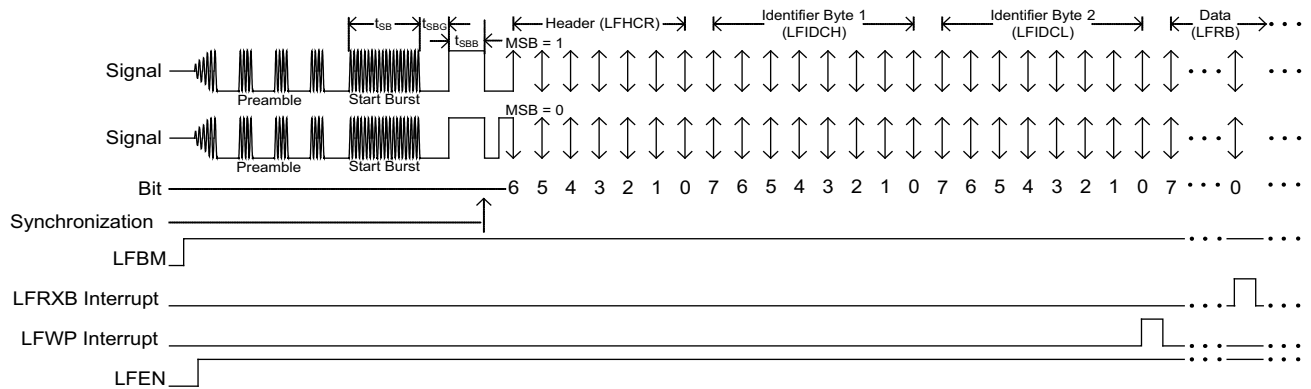 tSB tSBG Header (LFHCR) Identifier Byte 1 Identifier Byte 2 Data • • • •
(LFIDCH) (LFIDCL) (LFRB)
tSBB MSB = 1
Signal • • • • • •
Preamble Start Burst
MSB = 0
Signal • • • • • •
Preamble Start Burst
Bit 6 5 4 3 2 1 0 7 6 5 4 3 2 1 0 7 6 5 4 3 2 1 0 7 • • • 0 • • •
Synchronization
LFBM • • • • • •
LFRXB Interrupt • • • • • •
LFWP Interrupt • • • • • •
LFEN • • • • • •